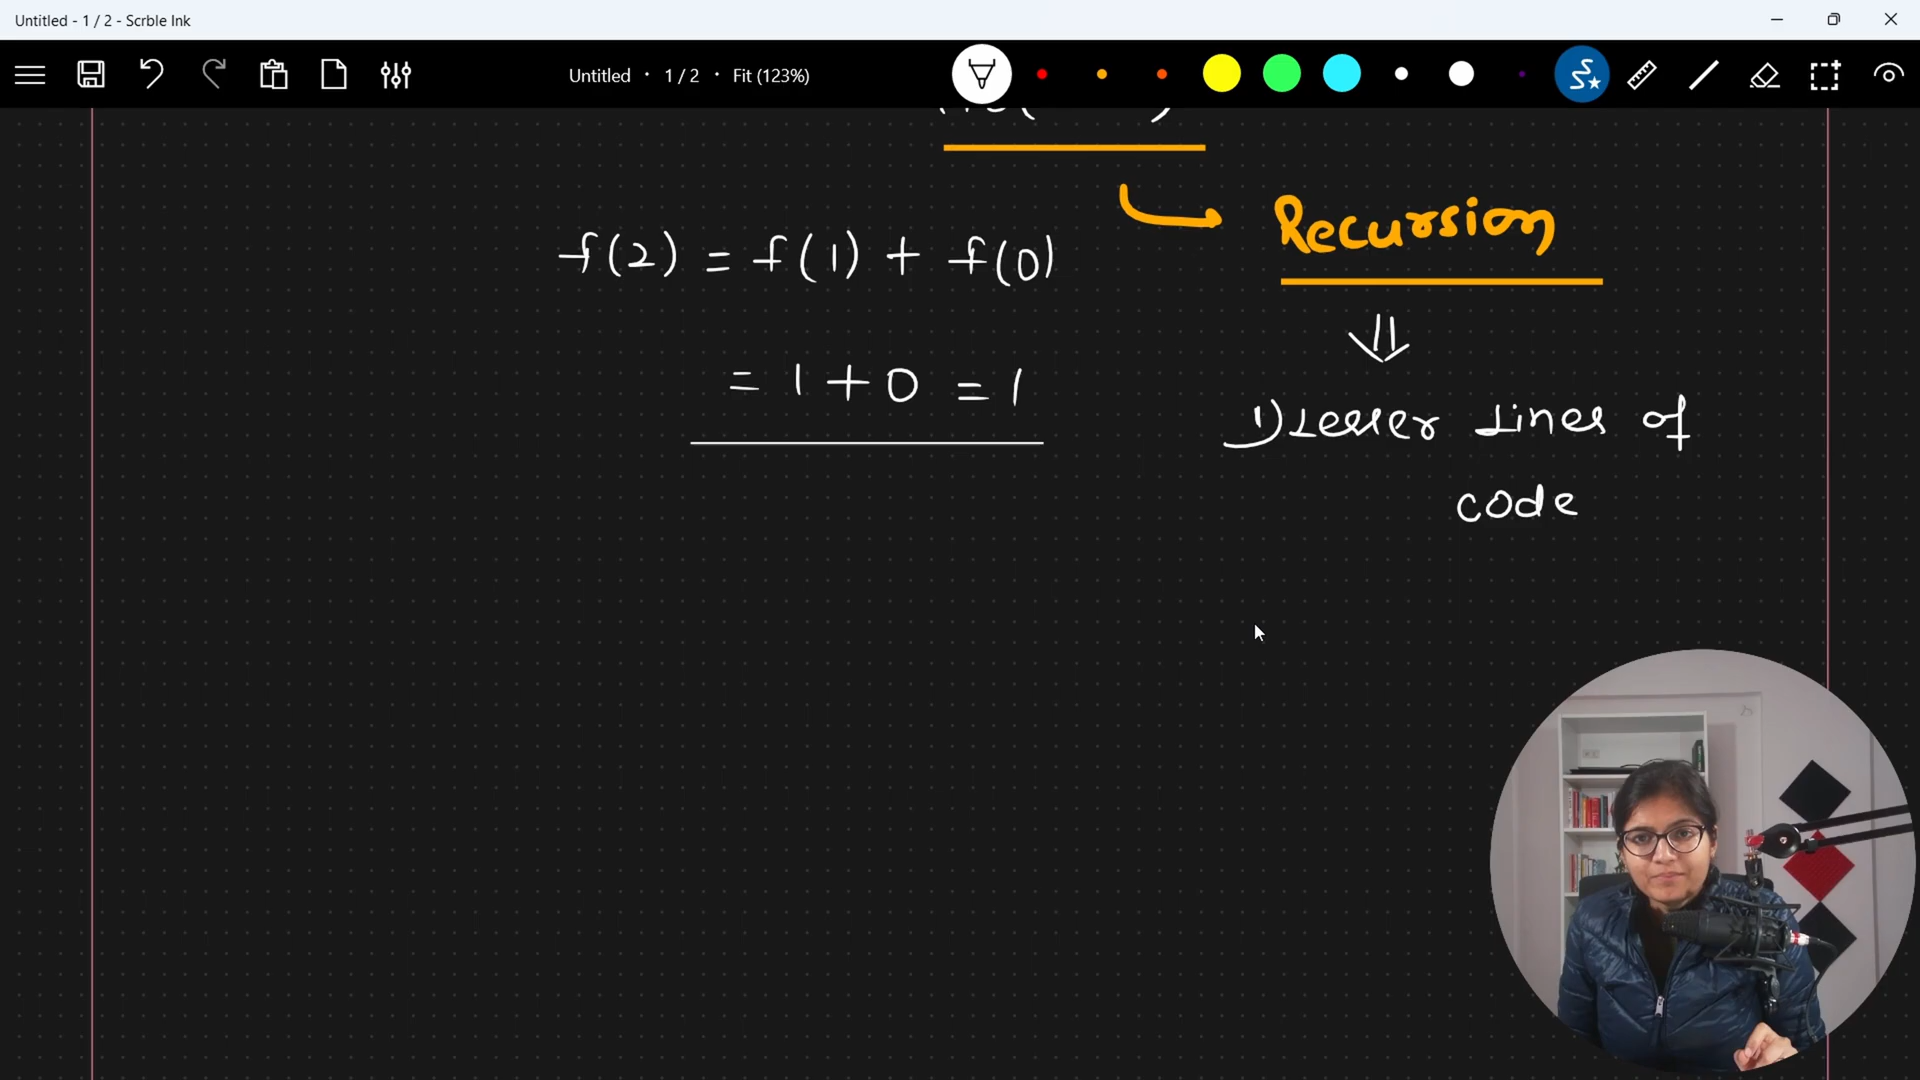 Untitled - 1 / 2 - Scrble Ink
Untitled • 1 / 2 • Fit (123%)
Recursion
f(2) = f(1) + f(0)
= 1 + 0 = 1
1) Lesser Lines of
code